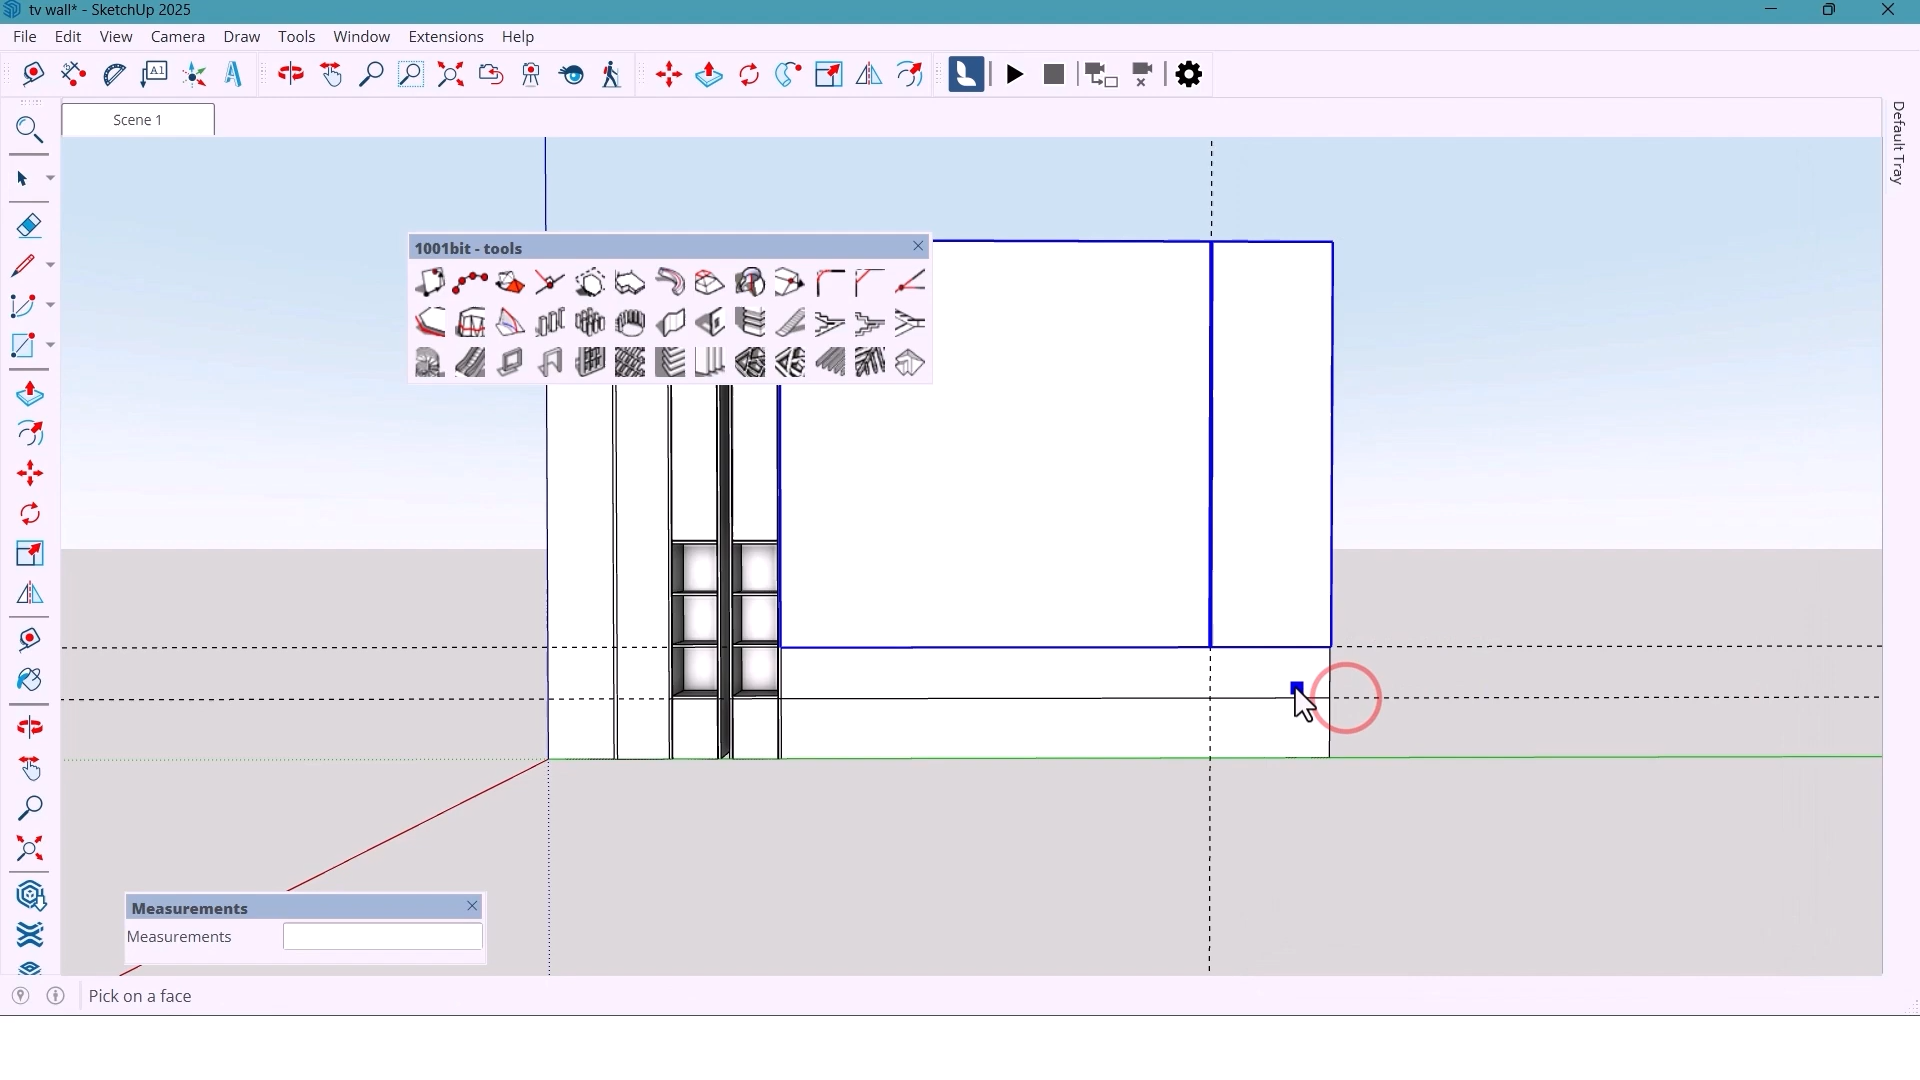 tv wall* - SketchUp 2025
File Edit View Camera Draw Tools Window Extensions Help
A1
Scene 1
Default Tray
1001bit - tools
Measurements
Measurements
Pick on a face